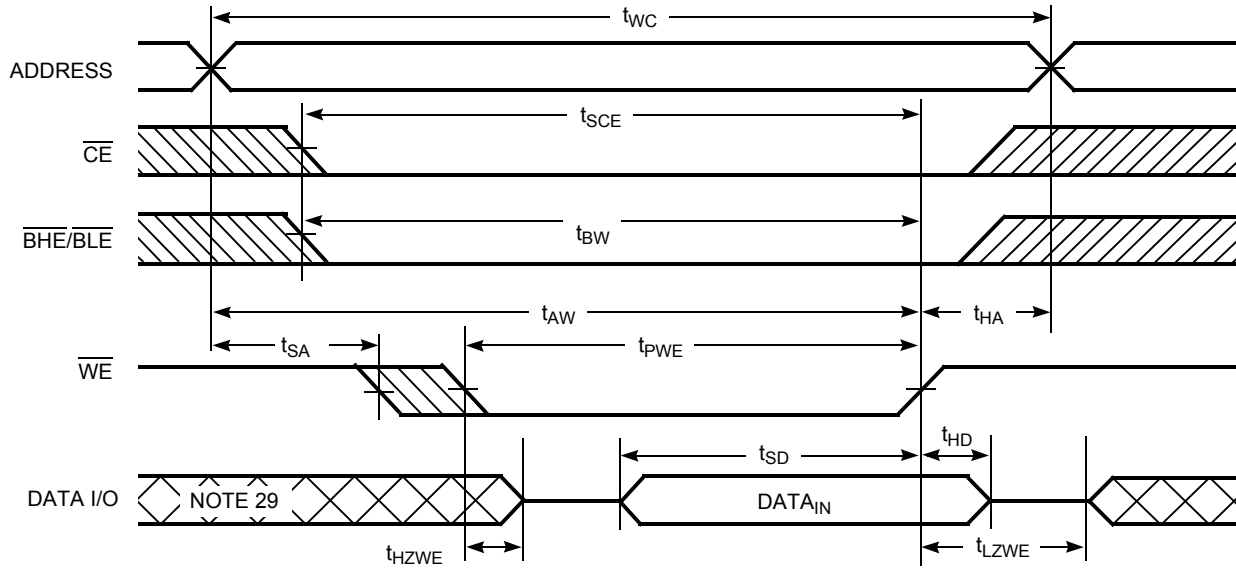 tWC
ADDRESS
tSCE
CE
tBW
BHE/BLE
tAW
tHA
tSA
tPWE
WE
tSD
tHD
DATA I/O
NOTE 29
DATAIN
tHZWE
tLZWE